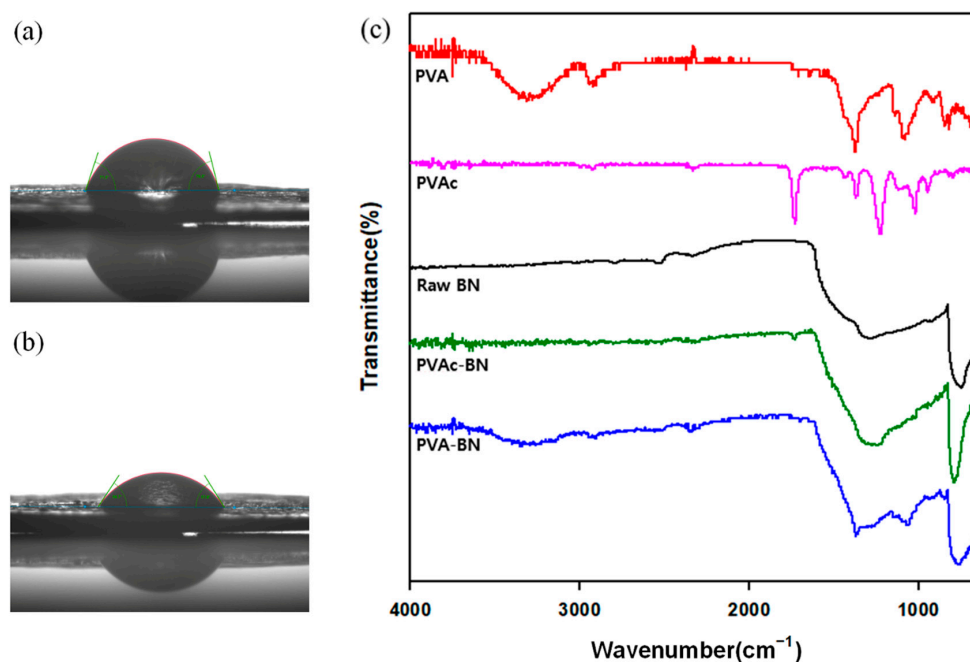 (a)
(b)
(c)
PVA
PVAc
Raw BN
PVAc-BN
PVA-BN
Transmittance(%)
4000 3000 2000 1000
Wavenumber(cm⁻¹)